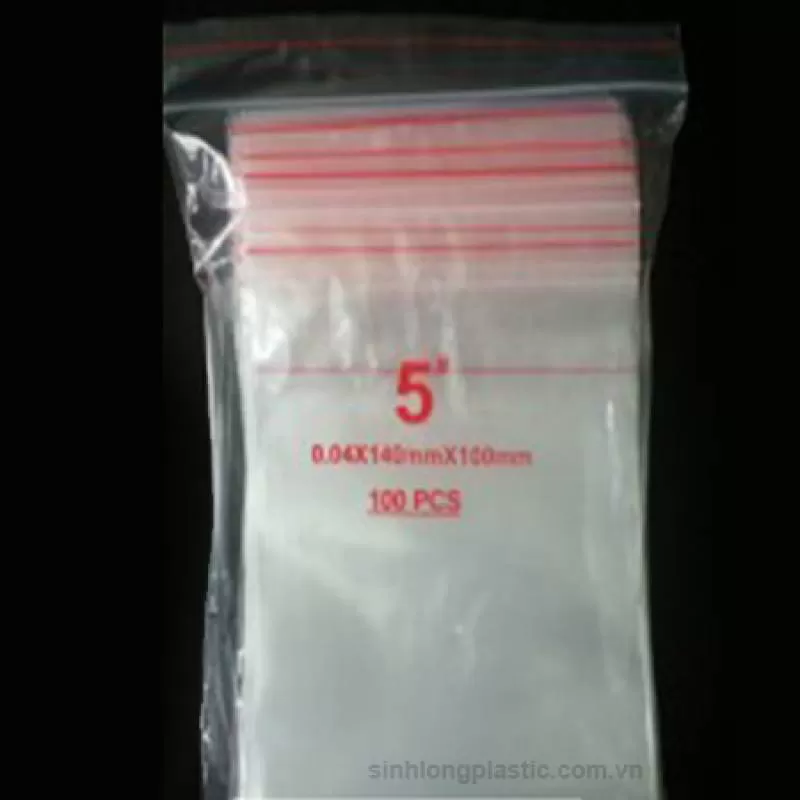 5#
0.04X140mmX100mm
100 PCS
sinhlongplastic.com.vn